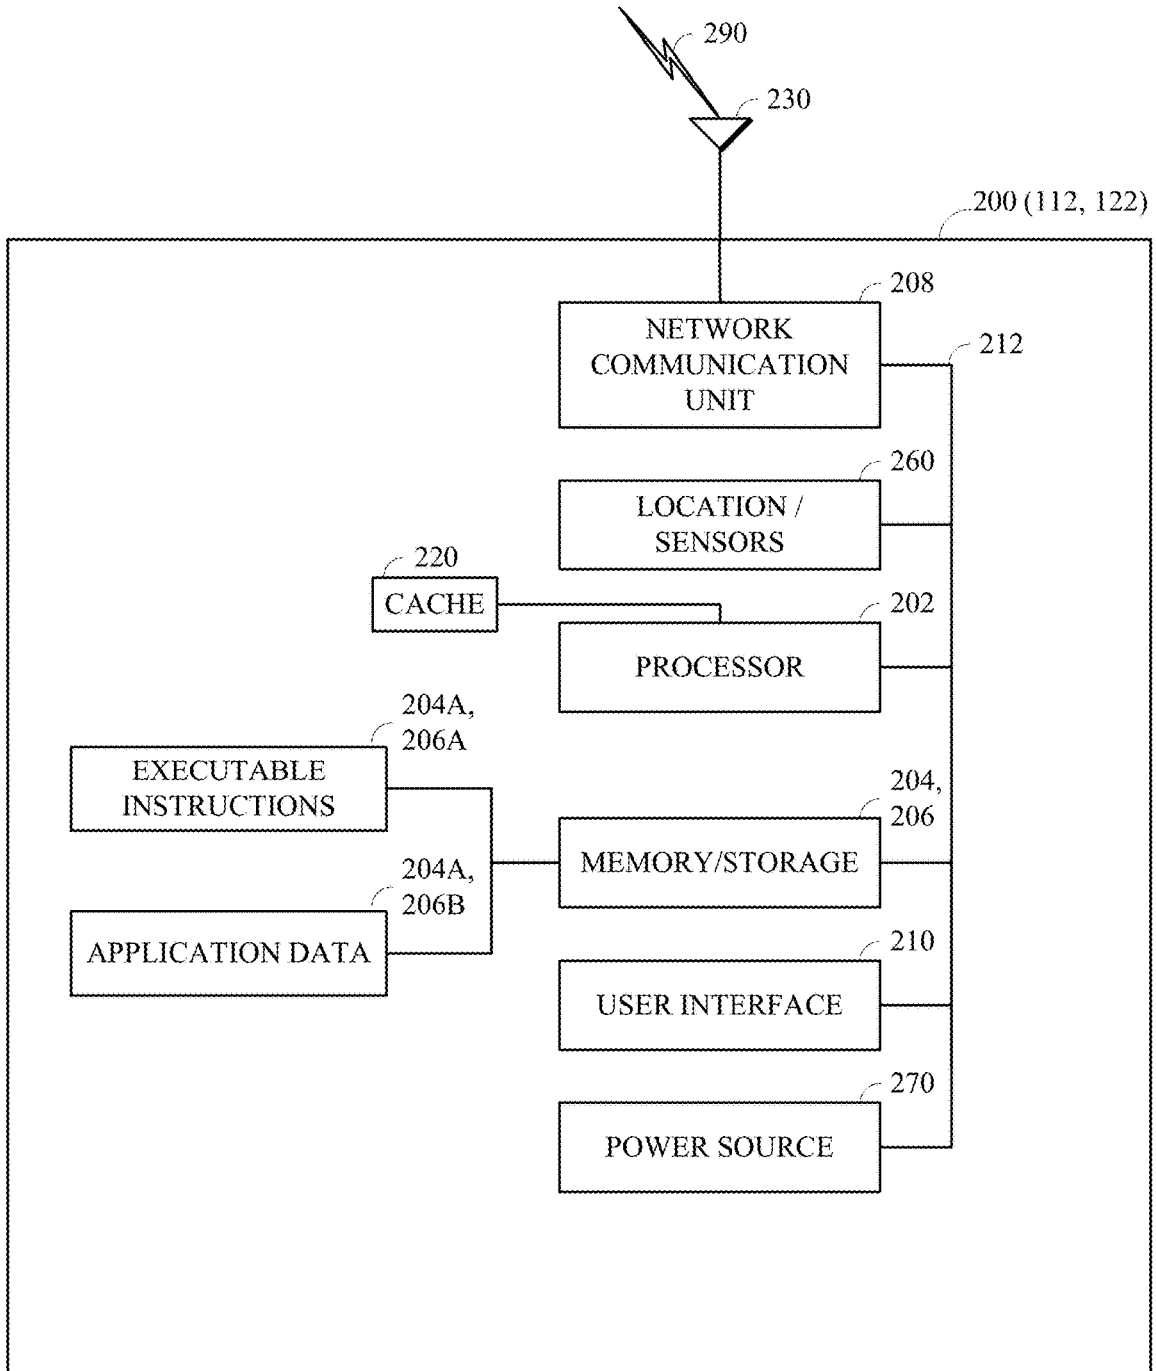 290
230
200 (112, 122)
208
NETWORK
COMMUNICATION
UNIT
212
260
LOCATION /
SENSORS
220
CACHE
202
PROCESSOR
204A,
206A
EXECUTABLE
INSTRUCTIONS
204,
206
MEMORY/STORAGE
204A,
206B
APPLICATION DATA
210
USER INTERFACE
270
POWER SOURCE